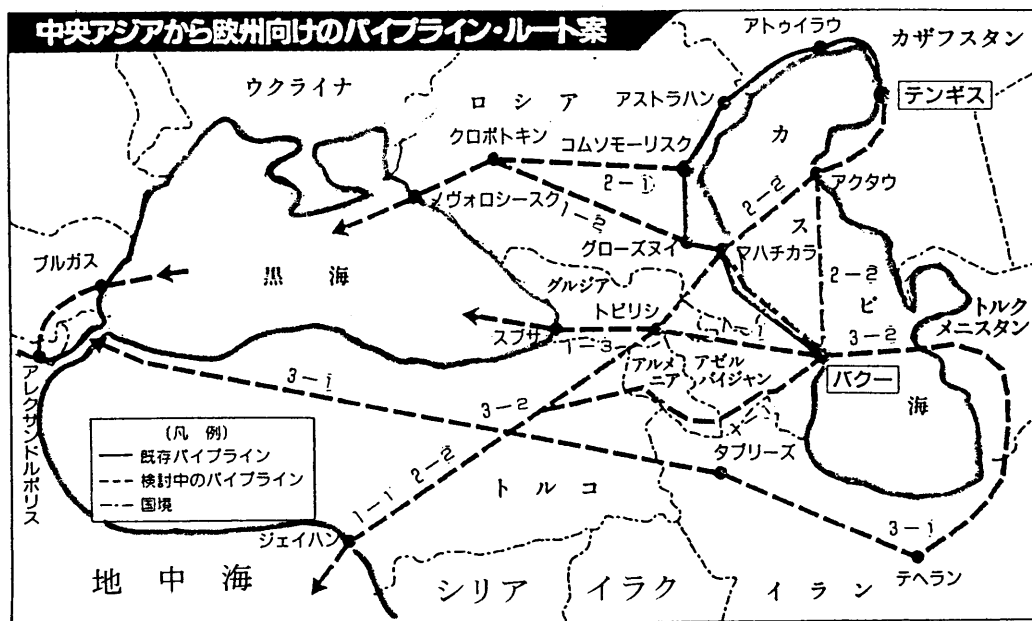 中央アジアから欧州向けのパイプライン・ルート案
アトゥイラウ
カザフスタン
ウクライナ
ロシア
アストラハン
テンギス
クロポトキン
コムソモーリスク
カ
2-1
2-2
アクタウ
ノヴォロシースク
1-2
ス
グローズヌイ
マハチカラ
ブルガス
黒海
グルジア
2-2
ピ
トルク
メニスタン
トビリシ
スプサ
1-3
1-1
3-2
アルメ
ニア
アゼル
バイジャン
バクー
3-1
3-2
海
アレクサンドルポリス
(凡 例)
既存パイプライン
検討中のパイプライン
国境
タブリーズ
1-1 2-2
トルコ
ジェイハン
3-1
テヘラン
地中海
シリア
イラク
イラン